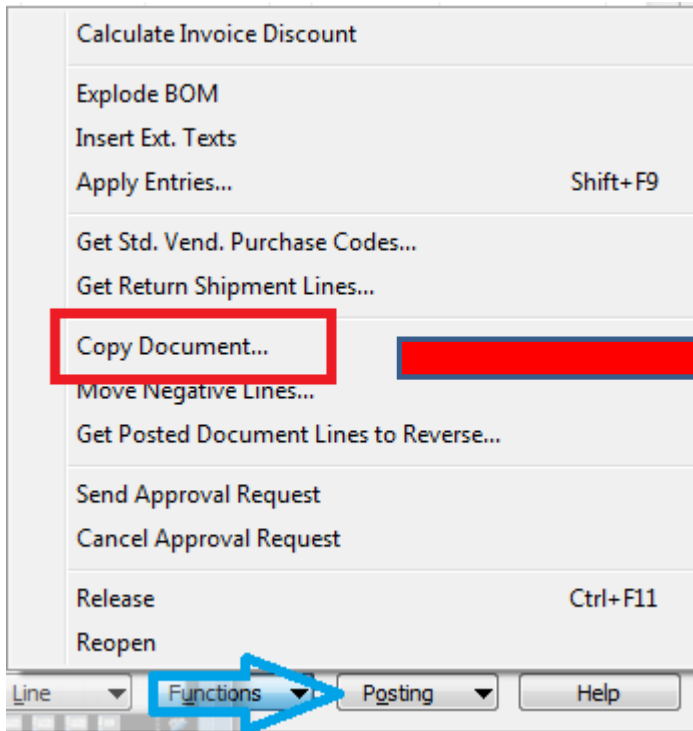 Calculate Invoice Discount
Explode BOM
Insert Ext. Texts
Apply Entries... Shift+F9
Get Std. Vend. Purchase Codes...
Get Return Shipment Lines...
Copy Document...
Move Negative Lines...
Get Posted Document Lines to Reverse...
Send Approval Request
Cancel Approval Request
Release Ctrl+F11
Reopen
Line Functions Posting Help